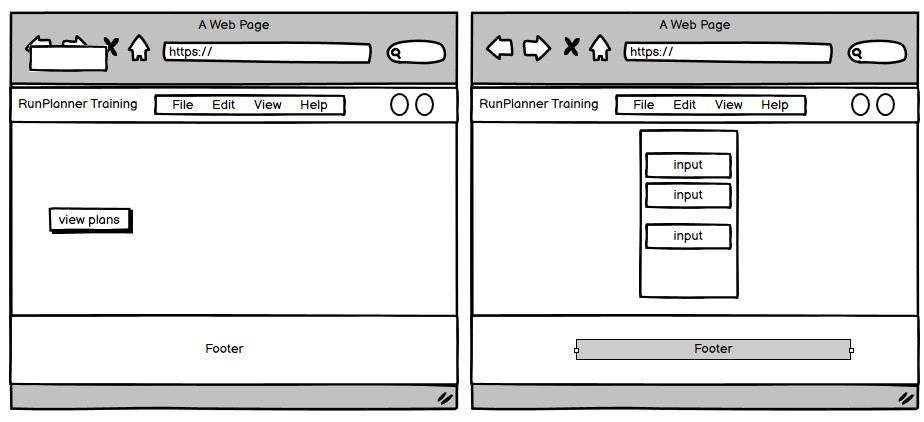 A Web Page
https://
RunPlanner Training
File Edit View Help
view plans
Footer
A Web Page
https://
RunPlanner Training
File Edit View Help
input
input
input
Footer